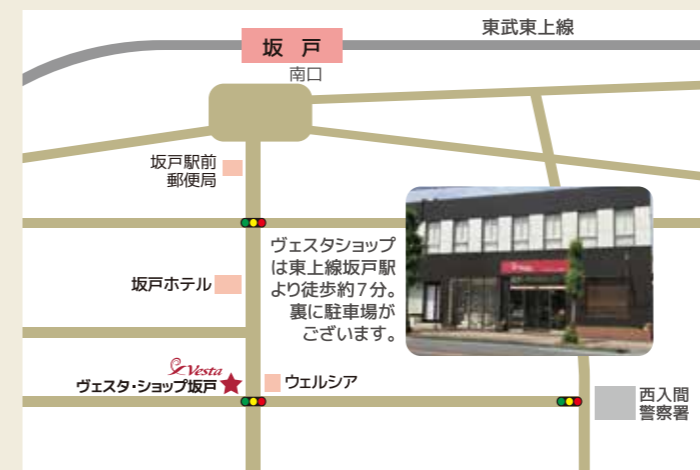 東武東上線
坂 戸
南口
坂戸駅前
郵便局
ヴェスタショップ
は東上線坂戸駅
より徒歩約7分。
裏に駐車場が
ございます。
坂戸ホテル
Vesta
ヴェスタ・ショップ坂戸
ウェルシア
西入間
警察署